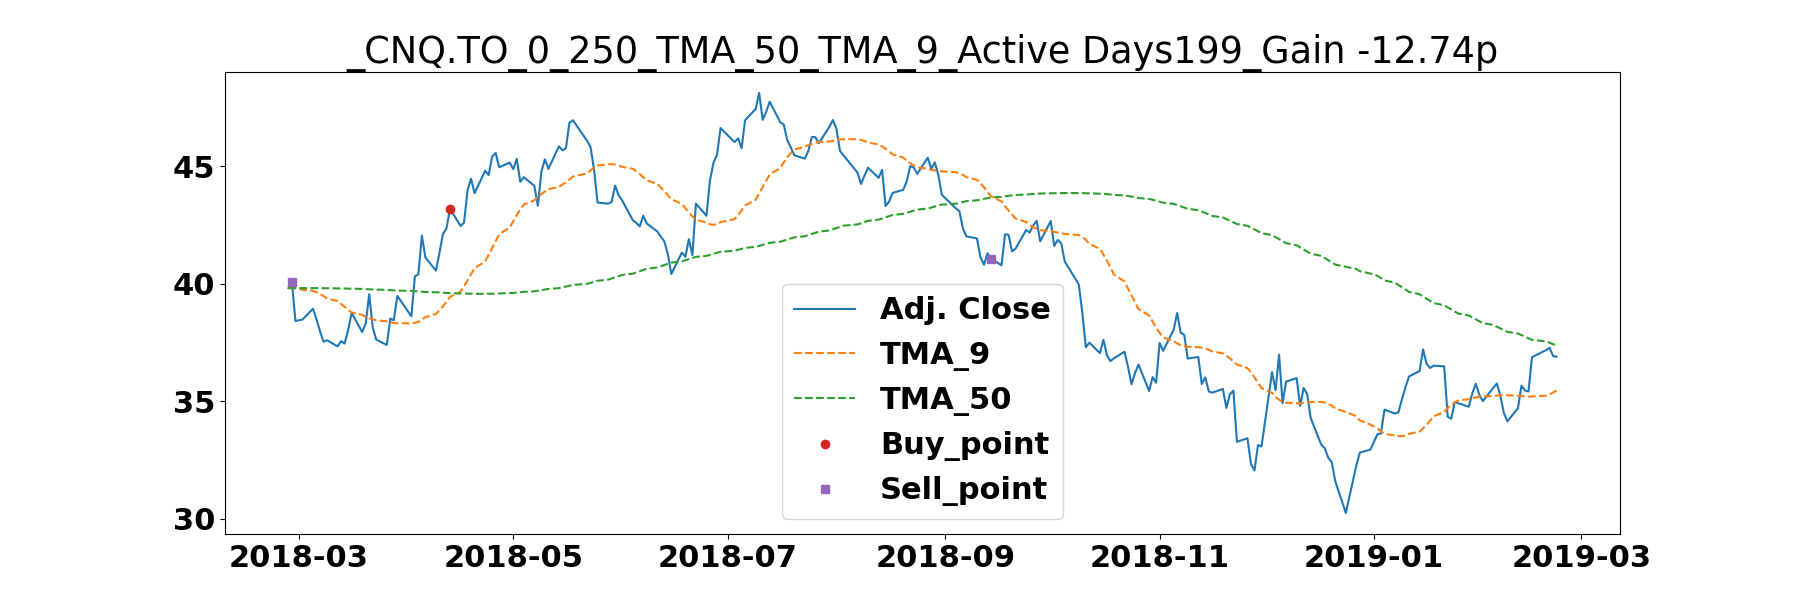 _CNQ.TO_0_250_TMA_50_TMA_9_Active Days199_Gain -12.74p
45
40
35
30
Adj. Close
TMA_9
TMA_50
Buy_point
Sell_point
2018-03 2018-05 2018-07 2018-09 2018-11 2019-01 2019-03